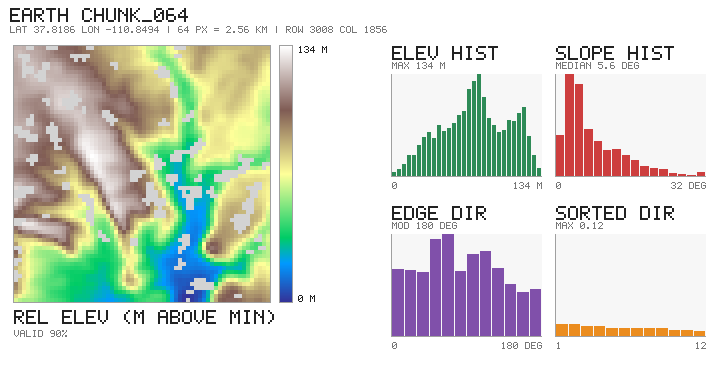 EARTH CHUNK_064
LAT 37.8186 LON -110.8494 | 64 PX = 2.56 KM | ROW 3008 COL 1856
134 M
0 M
REL ELEV (M ABOVE MIN)
VALID 90%
ELEV HIST
MAX 134 M
0 134 M
SLOPE HIST
MEDIAN 5.6 DEG
0 32 DEG
EDGE DIR
MOD 180 DEG
0 180 DEG
SORTED DIR
MAX 0.12
1 12